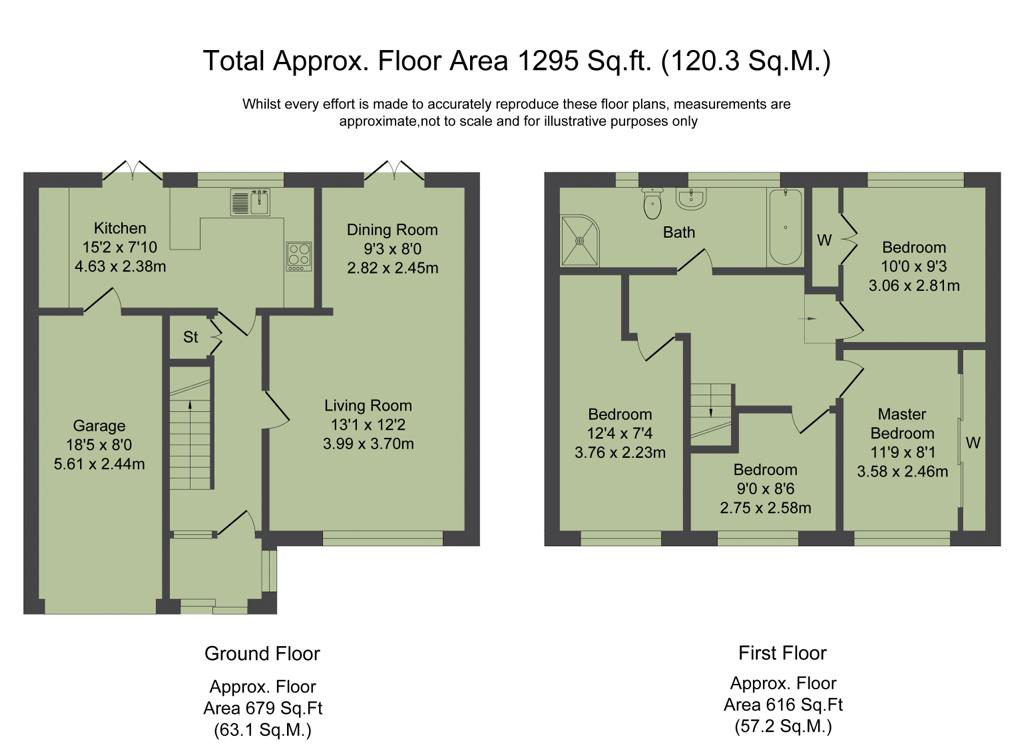 Total Approx. Floor Area 1295 Sq.ft. (120.3 Sq.M.)
Whilst every effort is made to accurately reproduce these floor plans, measurements are
approximate,not to scale and for illustrative purposes only
Kitchen
15'2 x 7'10
4.63 x 2.38m
Dining Room
9'3 x 8'0
2.82 x 2.45m
St
Garage
18'5 x 8'0
5.61 x 2.44m
Living Room
13'1 x 12'2
3.99 x 3.70m
Ground Floor
Approx. Floor
Area 679 Sq.Ft
(63.1 Sq.M.)
Bath
W
Bedroom
10'0 x 9'3
3.06 x 2.81m
Bedroom
12'4 x 7'4
3.76 x 2.23m
Bedroom
9'0 x 8'6
2.75 x 2.58m
Master
Bedroom
11'9 x 8'1
3.58 x 2.46m
W
First Floor
Approx. Floor
Area 616 Sq.Ft
(57.2 Sq.M.)